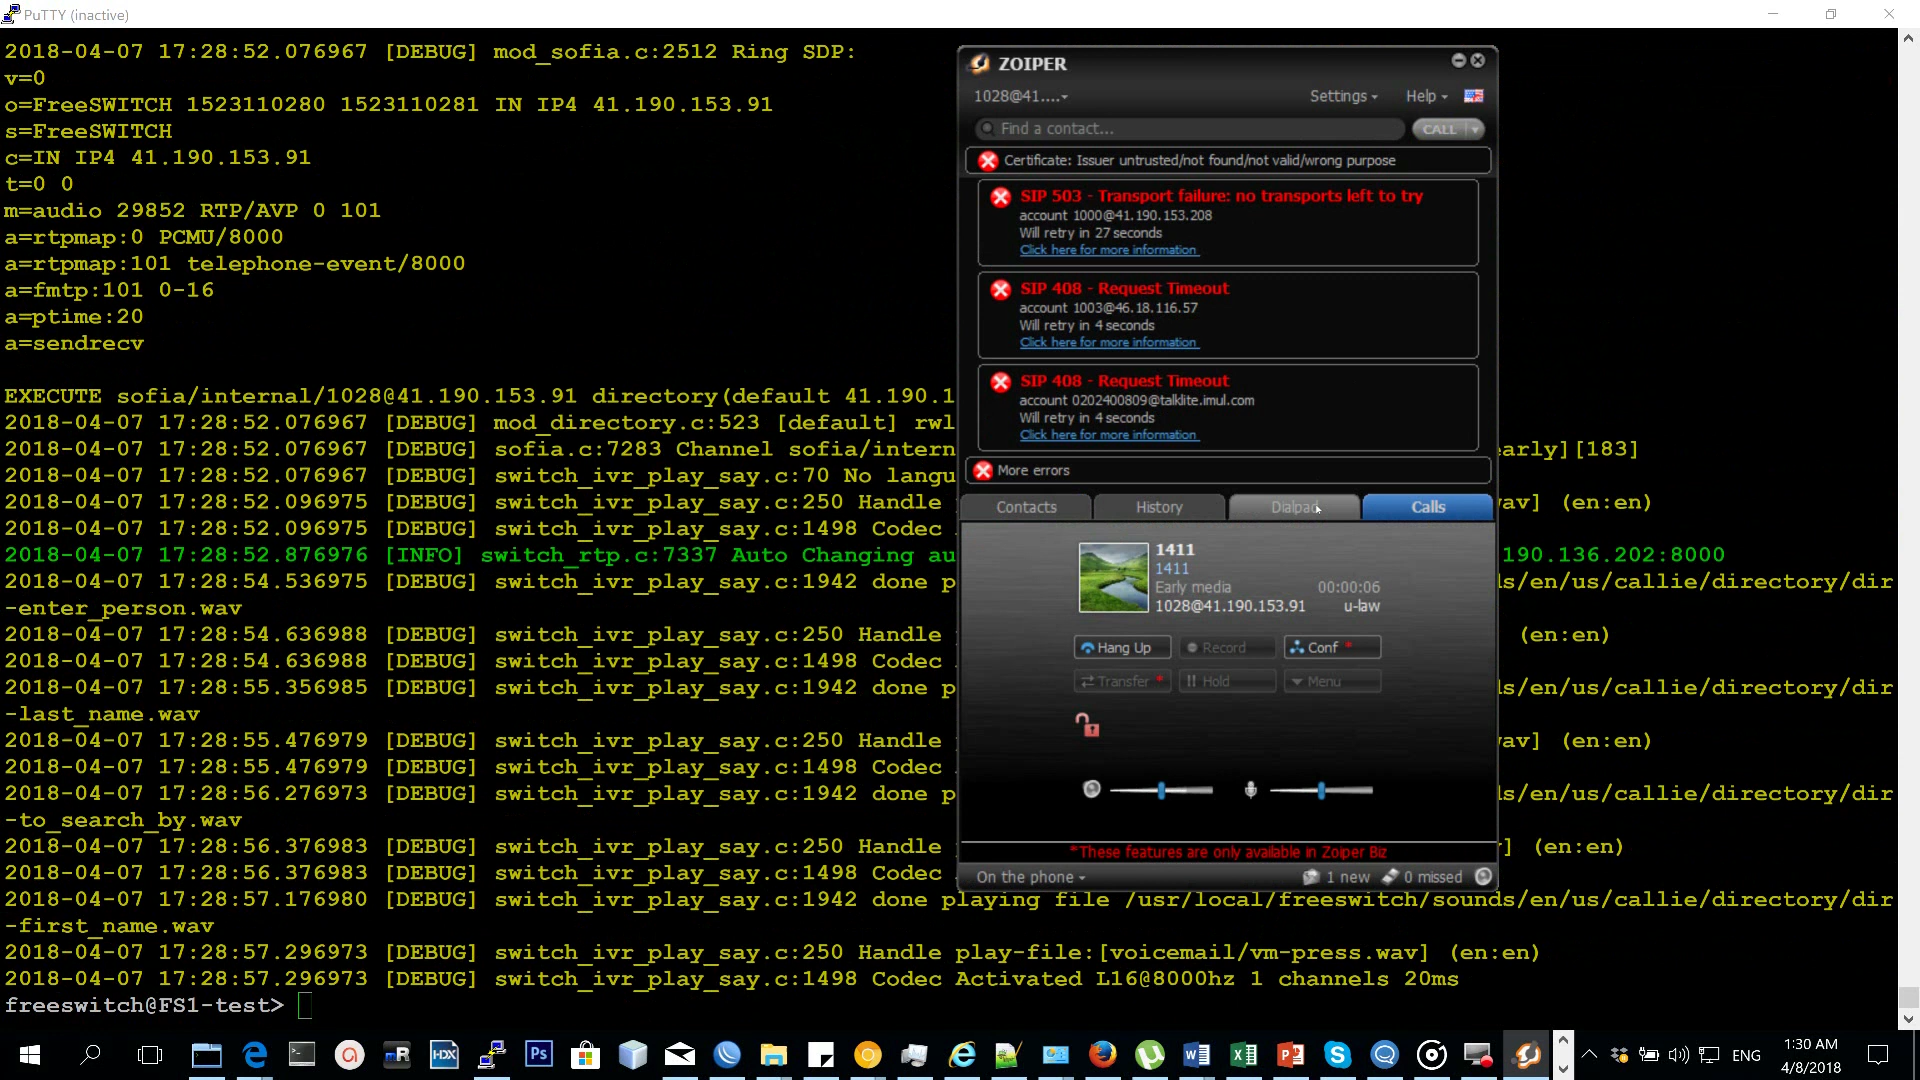 PuTTY (inactive)
2018-04-07 17:28:52.076967 [DEBUG] mod_sofia.c:2512 Ring SDP:
v=0
o=FreeSWITCH 1523110280 1523110281 IN IP4 41.190.153.91
s=FreeSWITCH
c=IN IP4 41.190.153.91
t=0 0
m=audio 29852 RTP/AVP 0 101
a=rtpmap:0 PCMU/8000
a=rtpmap:101 telephone-event/8000
a=fmtp:101 0-16
a=ptime:20
a=sendrecv
EXECUTE sofia/internal/1028@41.190.153.91 directory(default 41.190.1
2018-04-07 17:28:52.076967 [DEBUG] mod_directory.c:523 [default] rwl
2018-04-07 17:28:52.076967 [DEBUG] sofia.c:7283 Channel sofia/intern arly][183]
2018-04-07 17:28:52.076967 [DEBUG] switch_ivr_play_say.c:70 No langu
2018-04-07 17:28:52.096975 [DEBUG] switch_ivr_play_say.c:250 Handle wav] (en:en)
2018-04-07 17:28:52.096975 [DEBUG] switch_ivr_play_say.c:1498 Codec
2018-04-07 17:28:52.876976 [INFO] switch_rtp.c:7337 Auto Changing au 190.136.202:8000
2018-04-07 17:28:54.536975 [DEBUG] switch_ivr_play_say.c:1942 done p ds/en/us/callie/directory/dir
-enter_person.wav
2018-04-07 17:28:54.636988 [DEBUG] switch_ivr_play_say.c:250 Handle (en:en)
2018-04-07 17:28:54.636988 [DEBUG] switch_ivr_play_say.c:1498 Codec
2018-04-07 17:28:55.356985 [DEBUG] switch_ivr_play_say.c:1942 done p ds/en/us/callie/directory/dir
-last_name.wav
2018-04-07 17:28:55.476979 [DEBUG] switch_ivr_play_say.c:250 Handle wav] (en:en)
2018-04-07 17:28:55.476979 [DEBUG] switch_ivr_play_say.c:1498 Codec
2018-04-07 17:28:56.276973 [DEBUG] switch_ivr_play_say.c:1942 done p ds/en/us/callie/directory/dir
-to_search_by.wav
2018-04-07 17:28:56.376983 [DEBUG] switch_ivr_play_say.c:250 Handle ] (en:en)
2018-04-07 17:28:56.376983 [DEBUG] switch_ivr_play_say.c:1498 Codec
2018-04-07 17:28:57.176980 [DEBUG] switch_ivr_play_say.c:1942 done playing file /usr/local/freeswitch/sounds/en/us/callie/directory/dir
-first_name.wav
2018-04-07 17:28:57.296973 [DEBUG] switch_ivr_play_say.c:250 Handle play-file:[voicemail/vm-press.wav] (en:en)
2018-04-07 17:28:57.296973 [DEBUG] switch_ivr_play_say.c:1498 Codec Activated L16@8000hz 1 channels 20ms
freeswitch@FS1-test>
ZOIPER
1028@41.... Settings Help
Find a contact... CALL
Certificate: Issuer untrusted/not found/not valid/wrong purpose
SIP 503 - Transport failure: no transports left to try
account 1000@41.190.153.208
Will retry in 27 seconds
Click here for more information
SIP 408 - Request Timeout
account 1003@46.18.116.57
Will retry in 4 seconds
Click here for more information
SIP 408 - Request Timeout
account 0202400809@talklite.imul.com
Will retry in 4 seconds
Click here for more information
More errors
Contacts History Dialpad Calls
1411
1411
Early media 00:00:06
1028@41.190.153.91 u-law
Hang Up Record Conf *
Transfer * Hold Menu
*These features are only available in Zoiper Biz
On the phone 1 new 0 missed
mR HDX Ps ENG
1:30 AM
4/8/2018